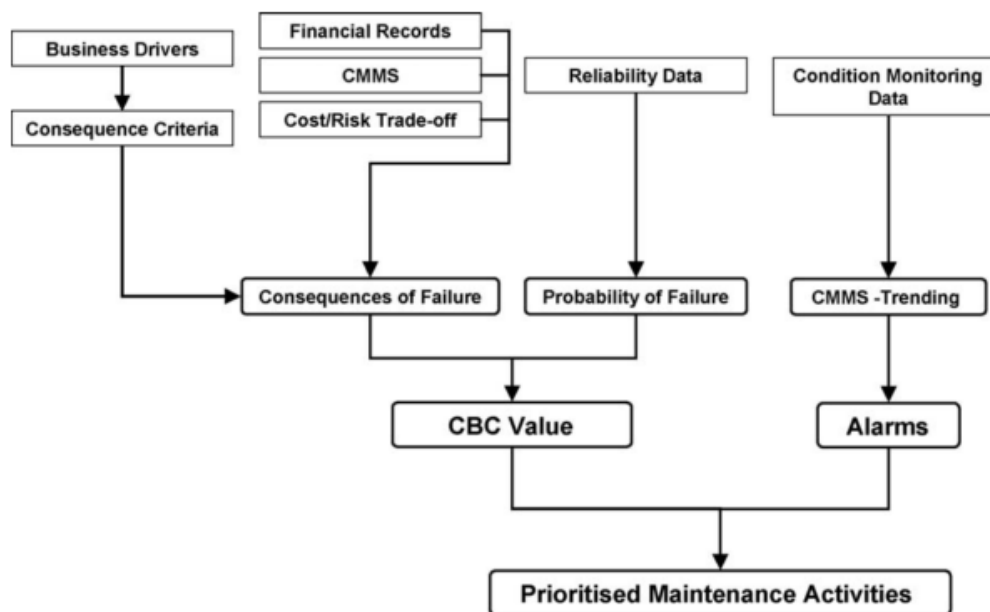 Financial Records
Business Drivers
CMMS
Reliability Data
Condition Monitoring
Data
Cost/Risk Trade-off
Consequence Criteria
Consequences of Failure
Probability of Failure
CMMS -Trending
CBC Value
Alarms
Prioritised Maintenance Activities